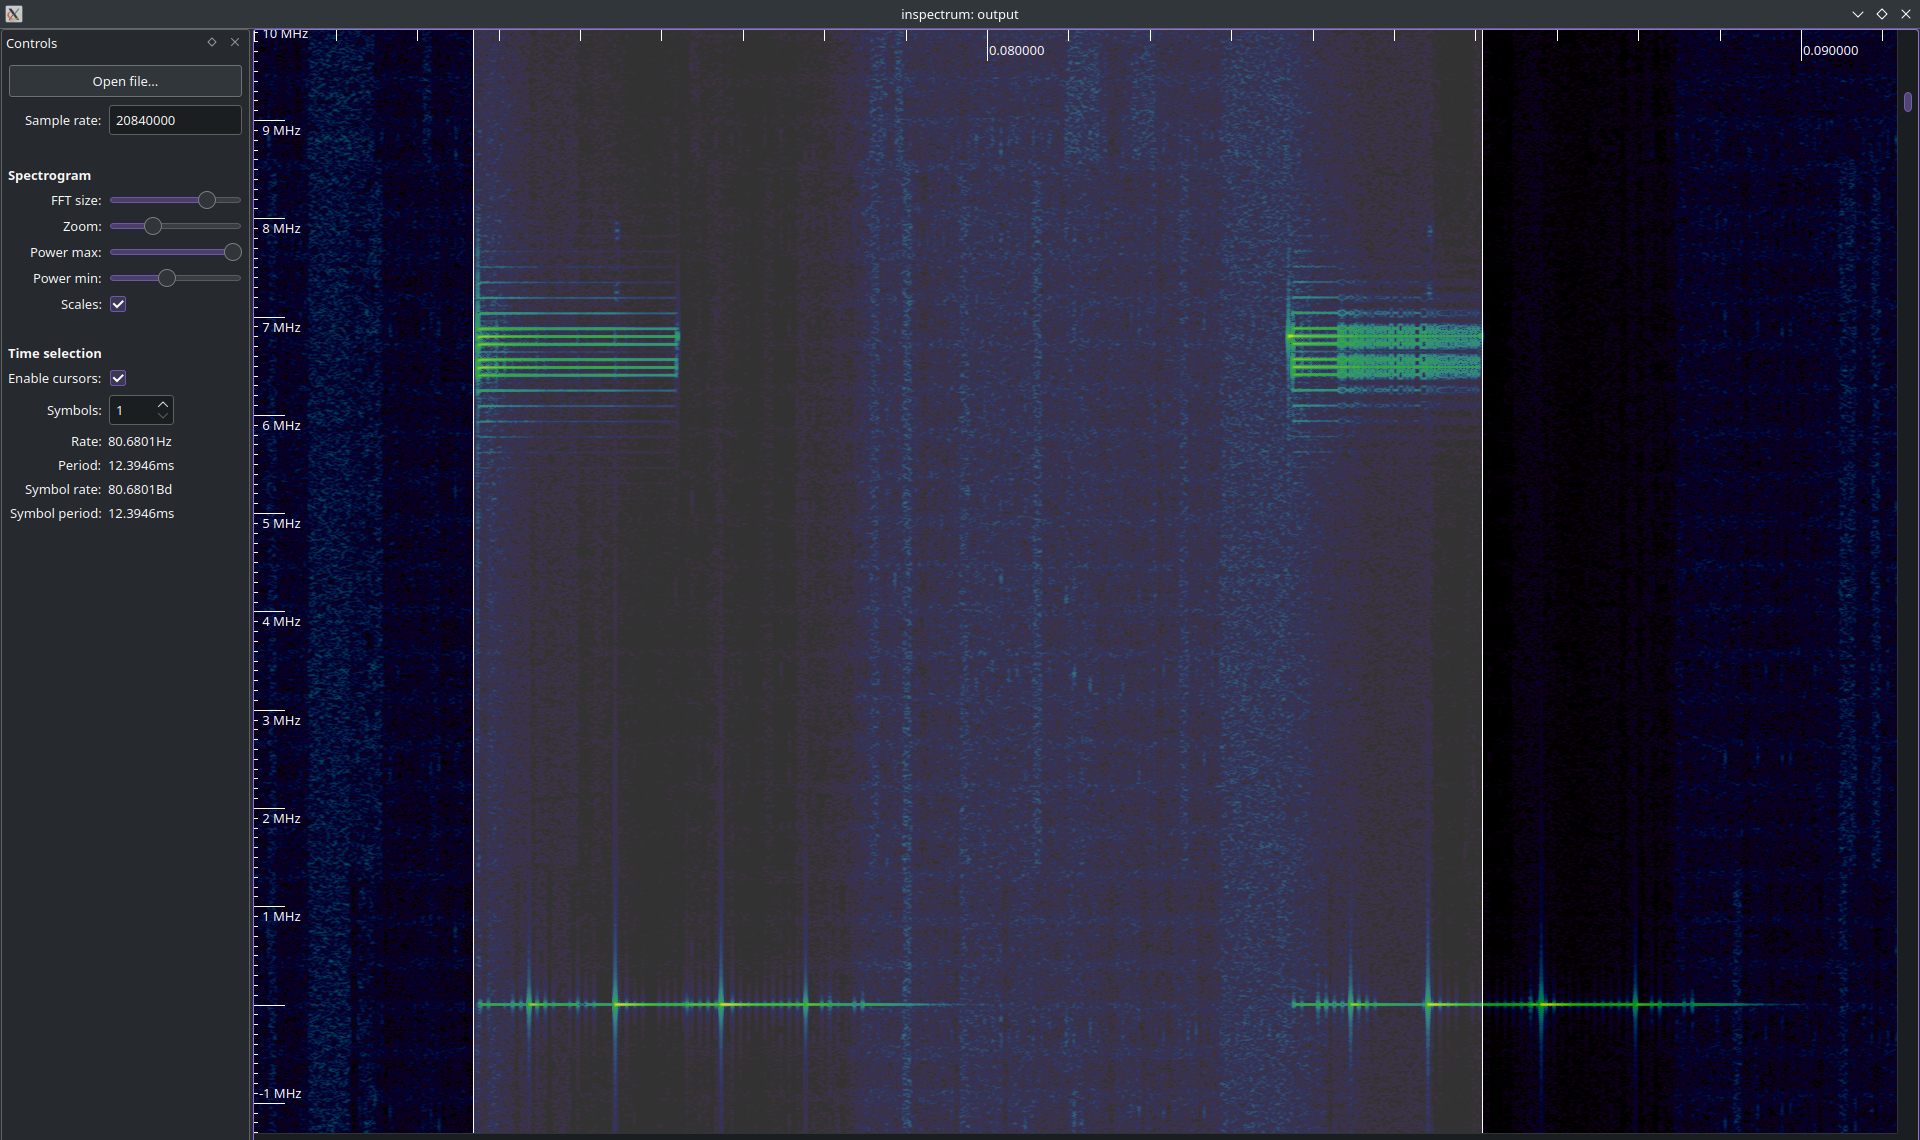 inspectrum: output
Controls
Open file...
Sample rate: 20840000
Spectrogram
FFT size:
Zoom:
Power max:
Power min:
Scales:
Time selection
Enable cursors:
Symbols: 1
Rate: 80.6801Hz
Period: 12.3946ms
Symbol rate: 80.6801Bd
Symbol period: 12.3946ms
10 MHz
0.080000
0.090000
9 MHz
8 MHz
7 MHz
6 MHz
5 MHz
4 MHz
3 MHz
2 MHz
1 MHz
-1 MHz